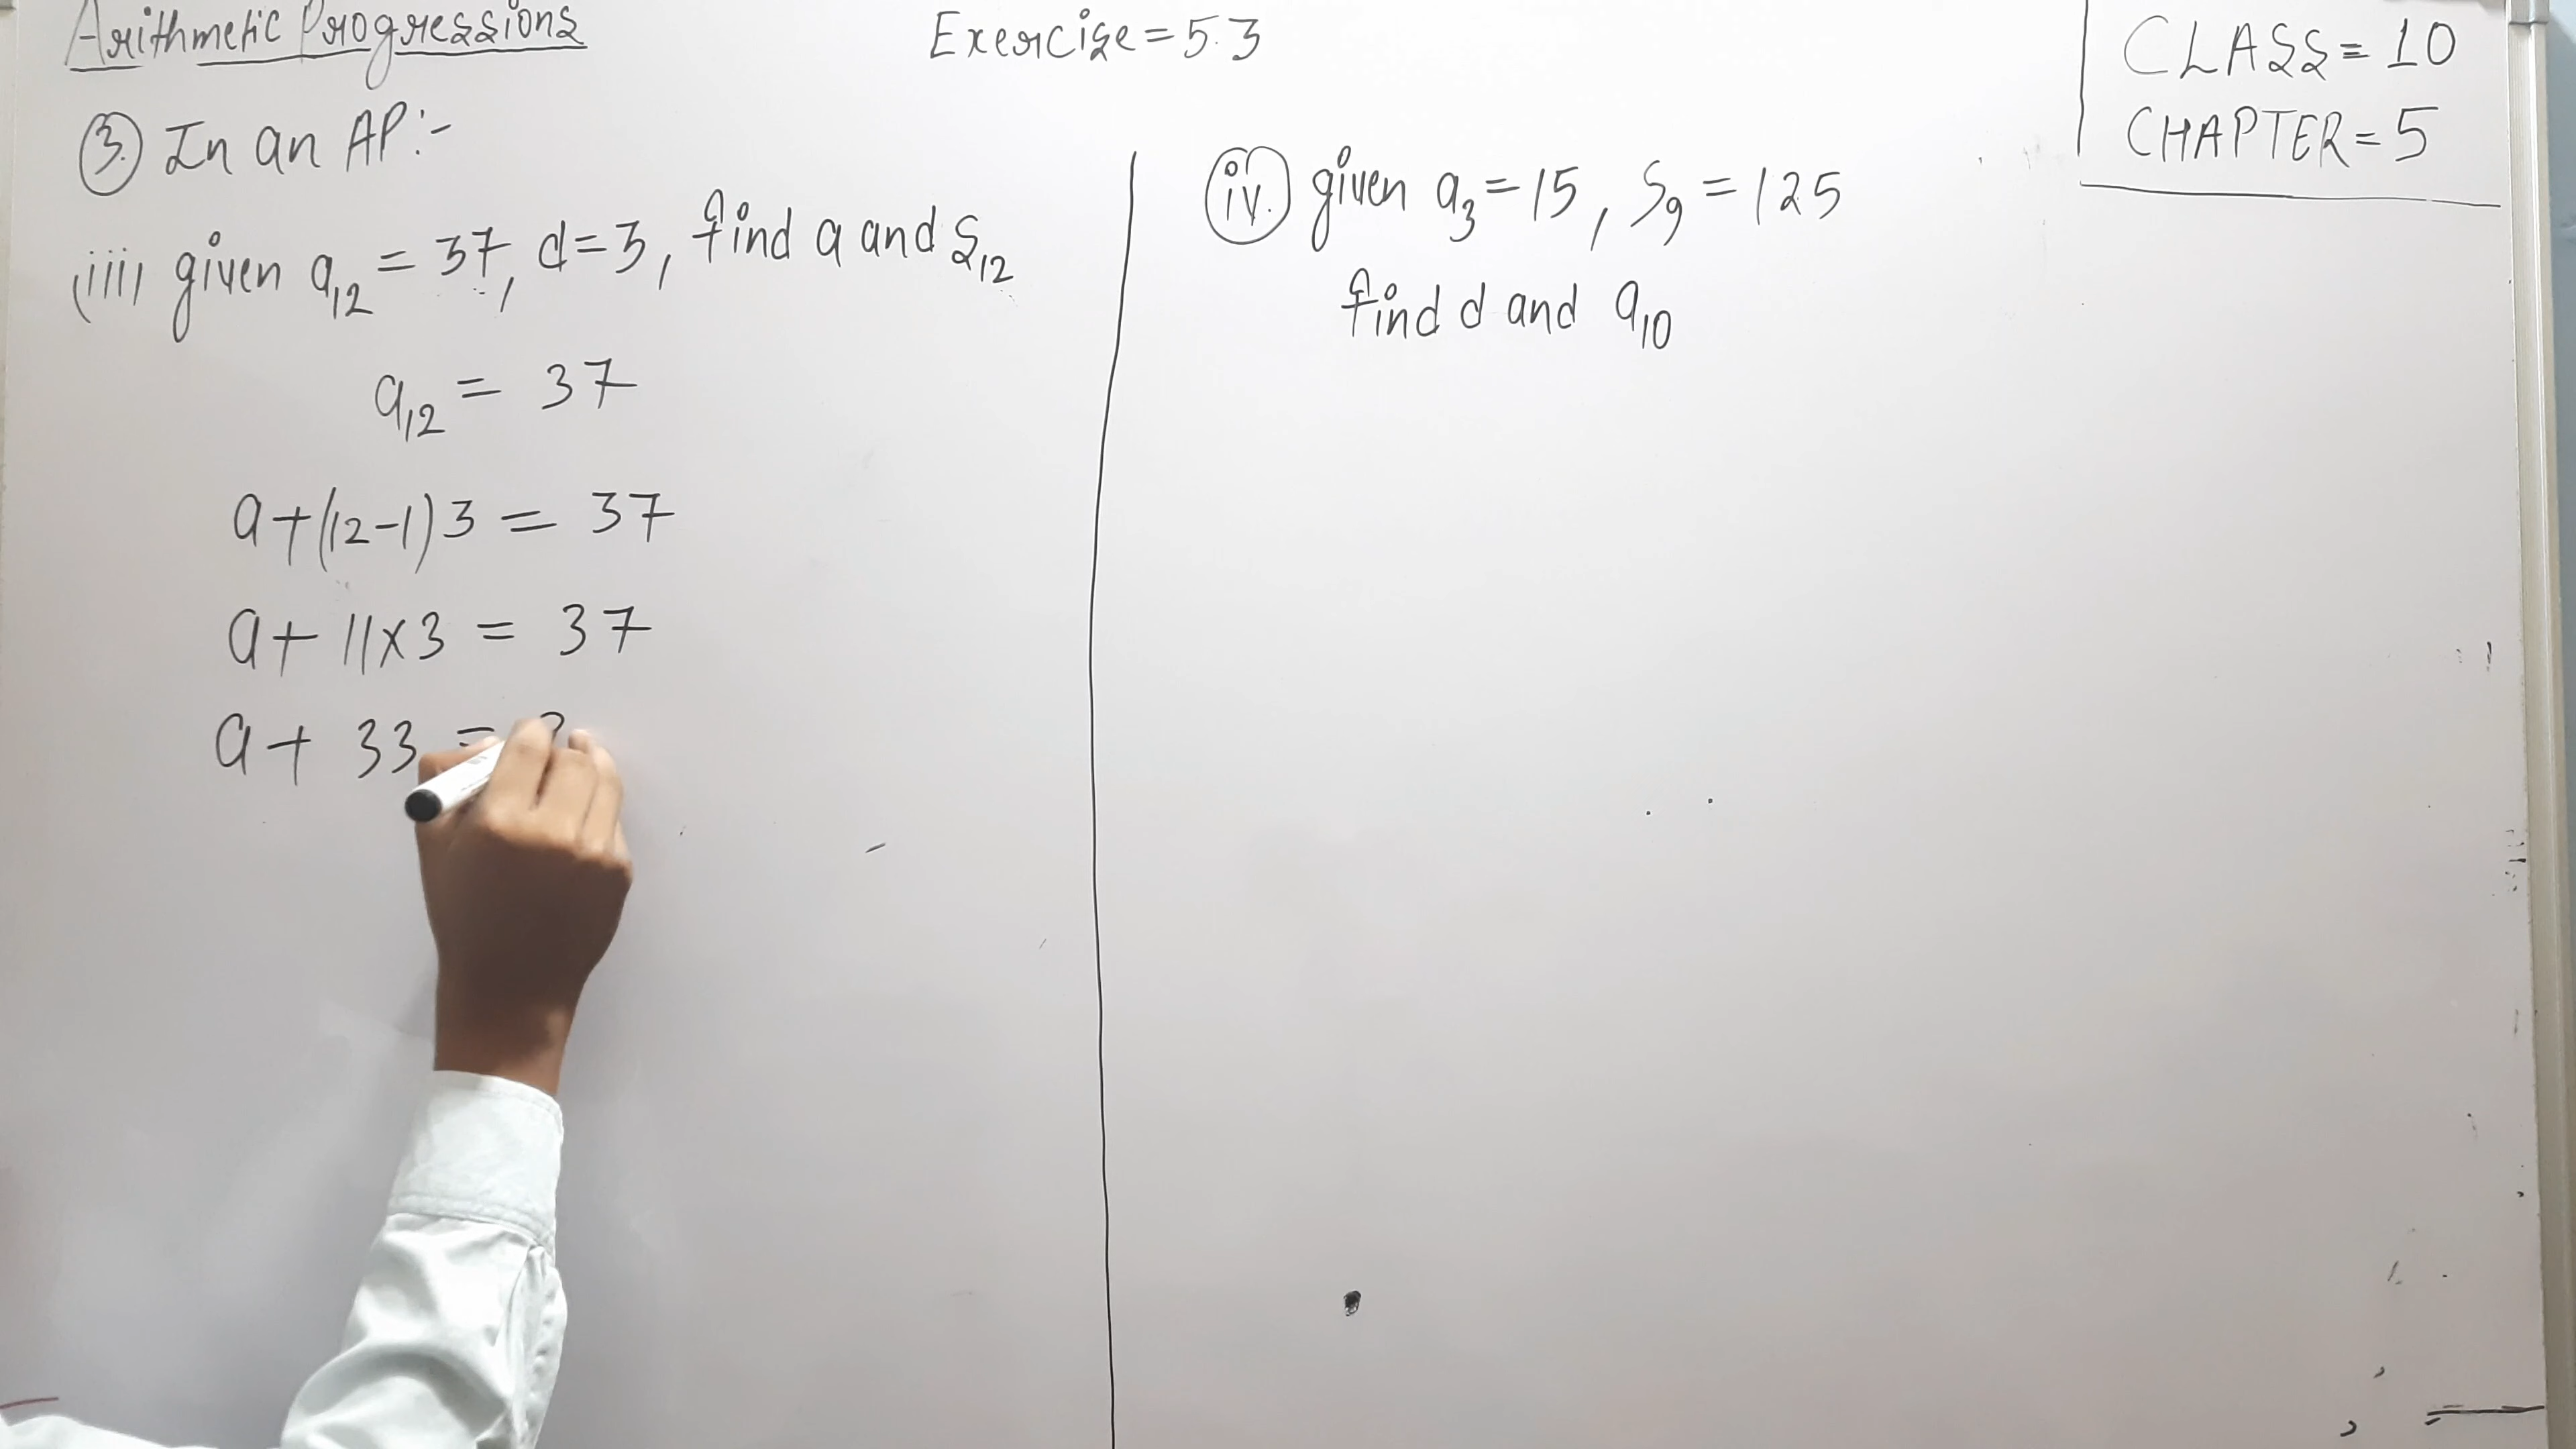 Arithmetic Progressions
Exercise = 5.3
CLASS = 10
CHAPTER = 5
3. In an AP:-
(iii) given a₁₂ = 37, d = 3, find a and S₁₂
a₁₂ = 37
a + (12-1) 3 = 37
a + 11 x 3 = 37
a + 33 = 3
iv. given a₃ = 15, S₉ = 125
find d and a₁₀